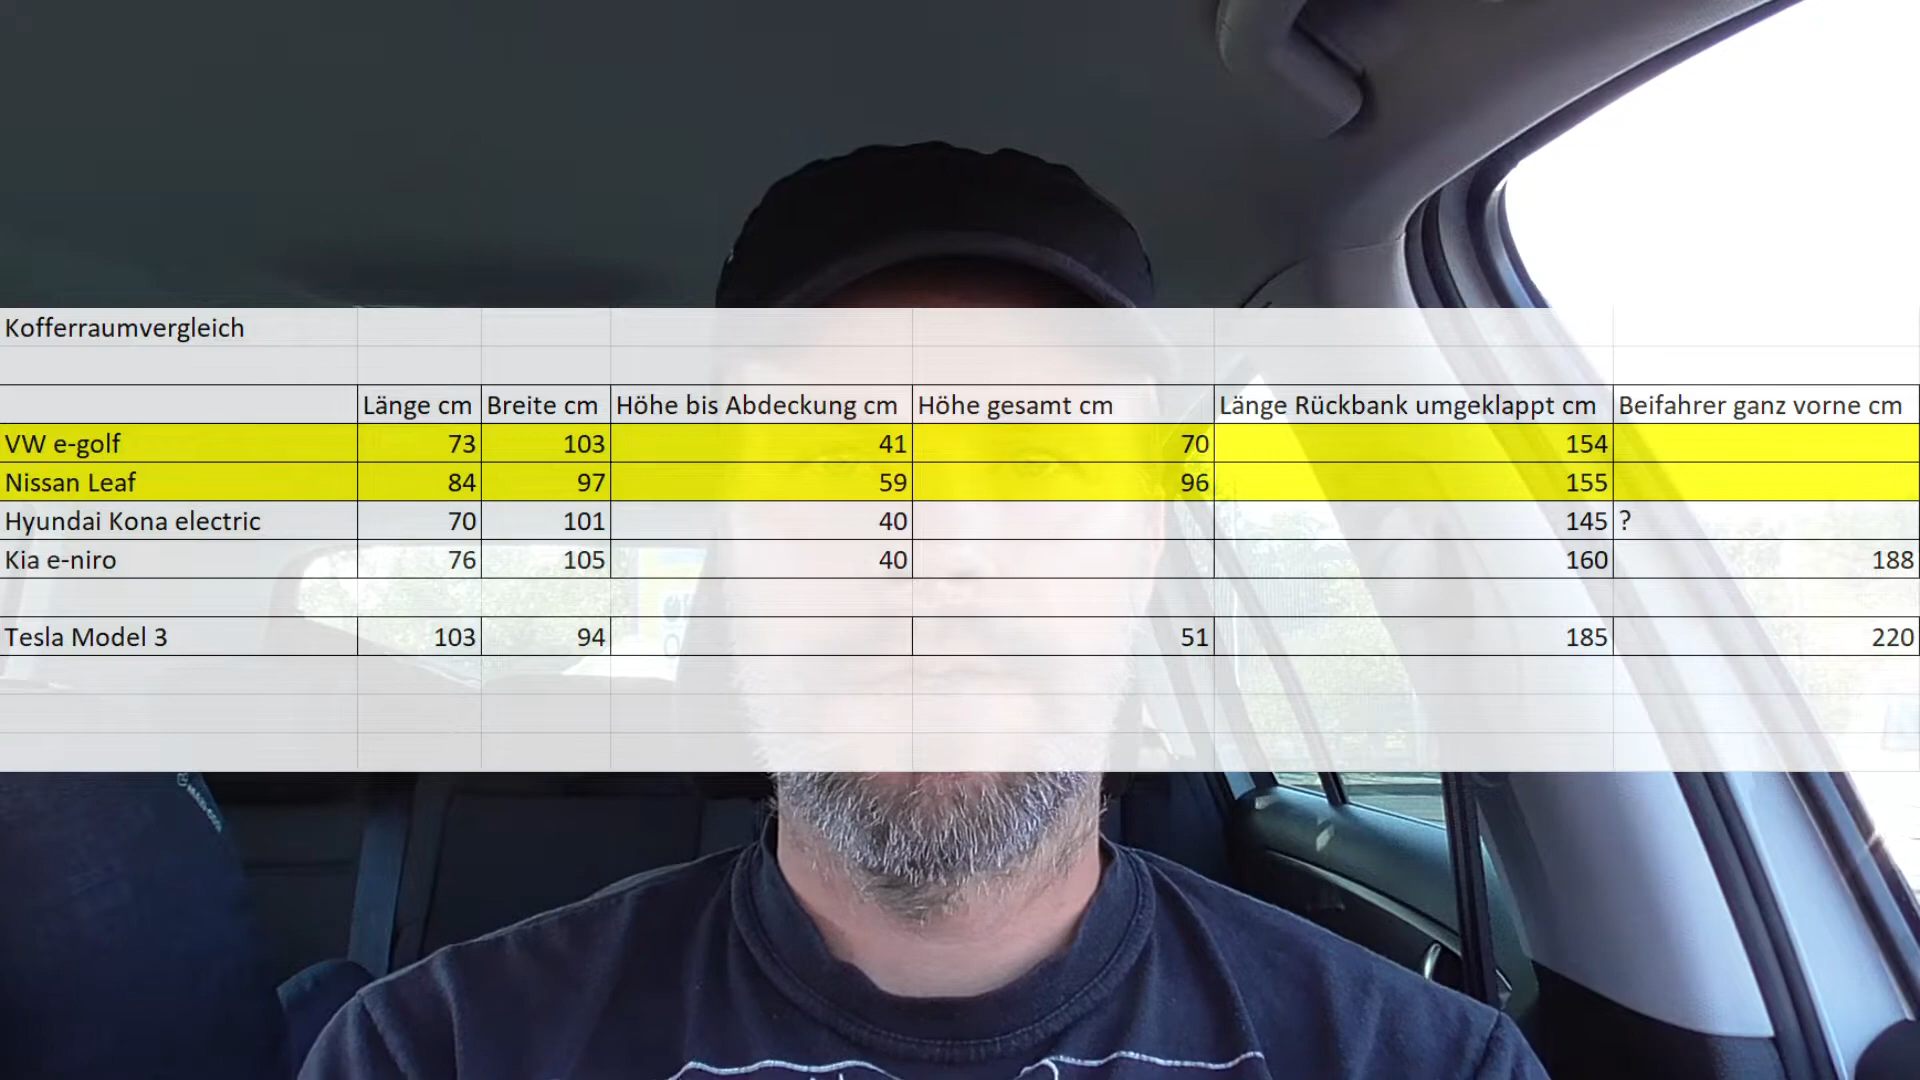 Kofferraumvergleich
Länge cm Breite cm Höhe bis Abdeckung cm Höhe gesamt cm Länge Rückbank umgeklappt cm Beifahrer ganz vorne cm
VW e-golf 73 103 41 70 154
Nissan Leaf 84 97 59 96 155
Hyundai Kona electric 70 101 40 145 ?
Kia e-niro 76 105 40 160 188
Tesla Model 3 103 94 51 185 220